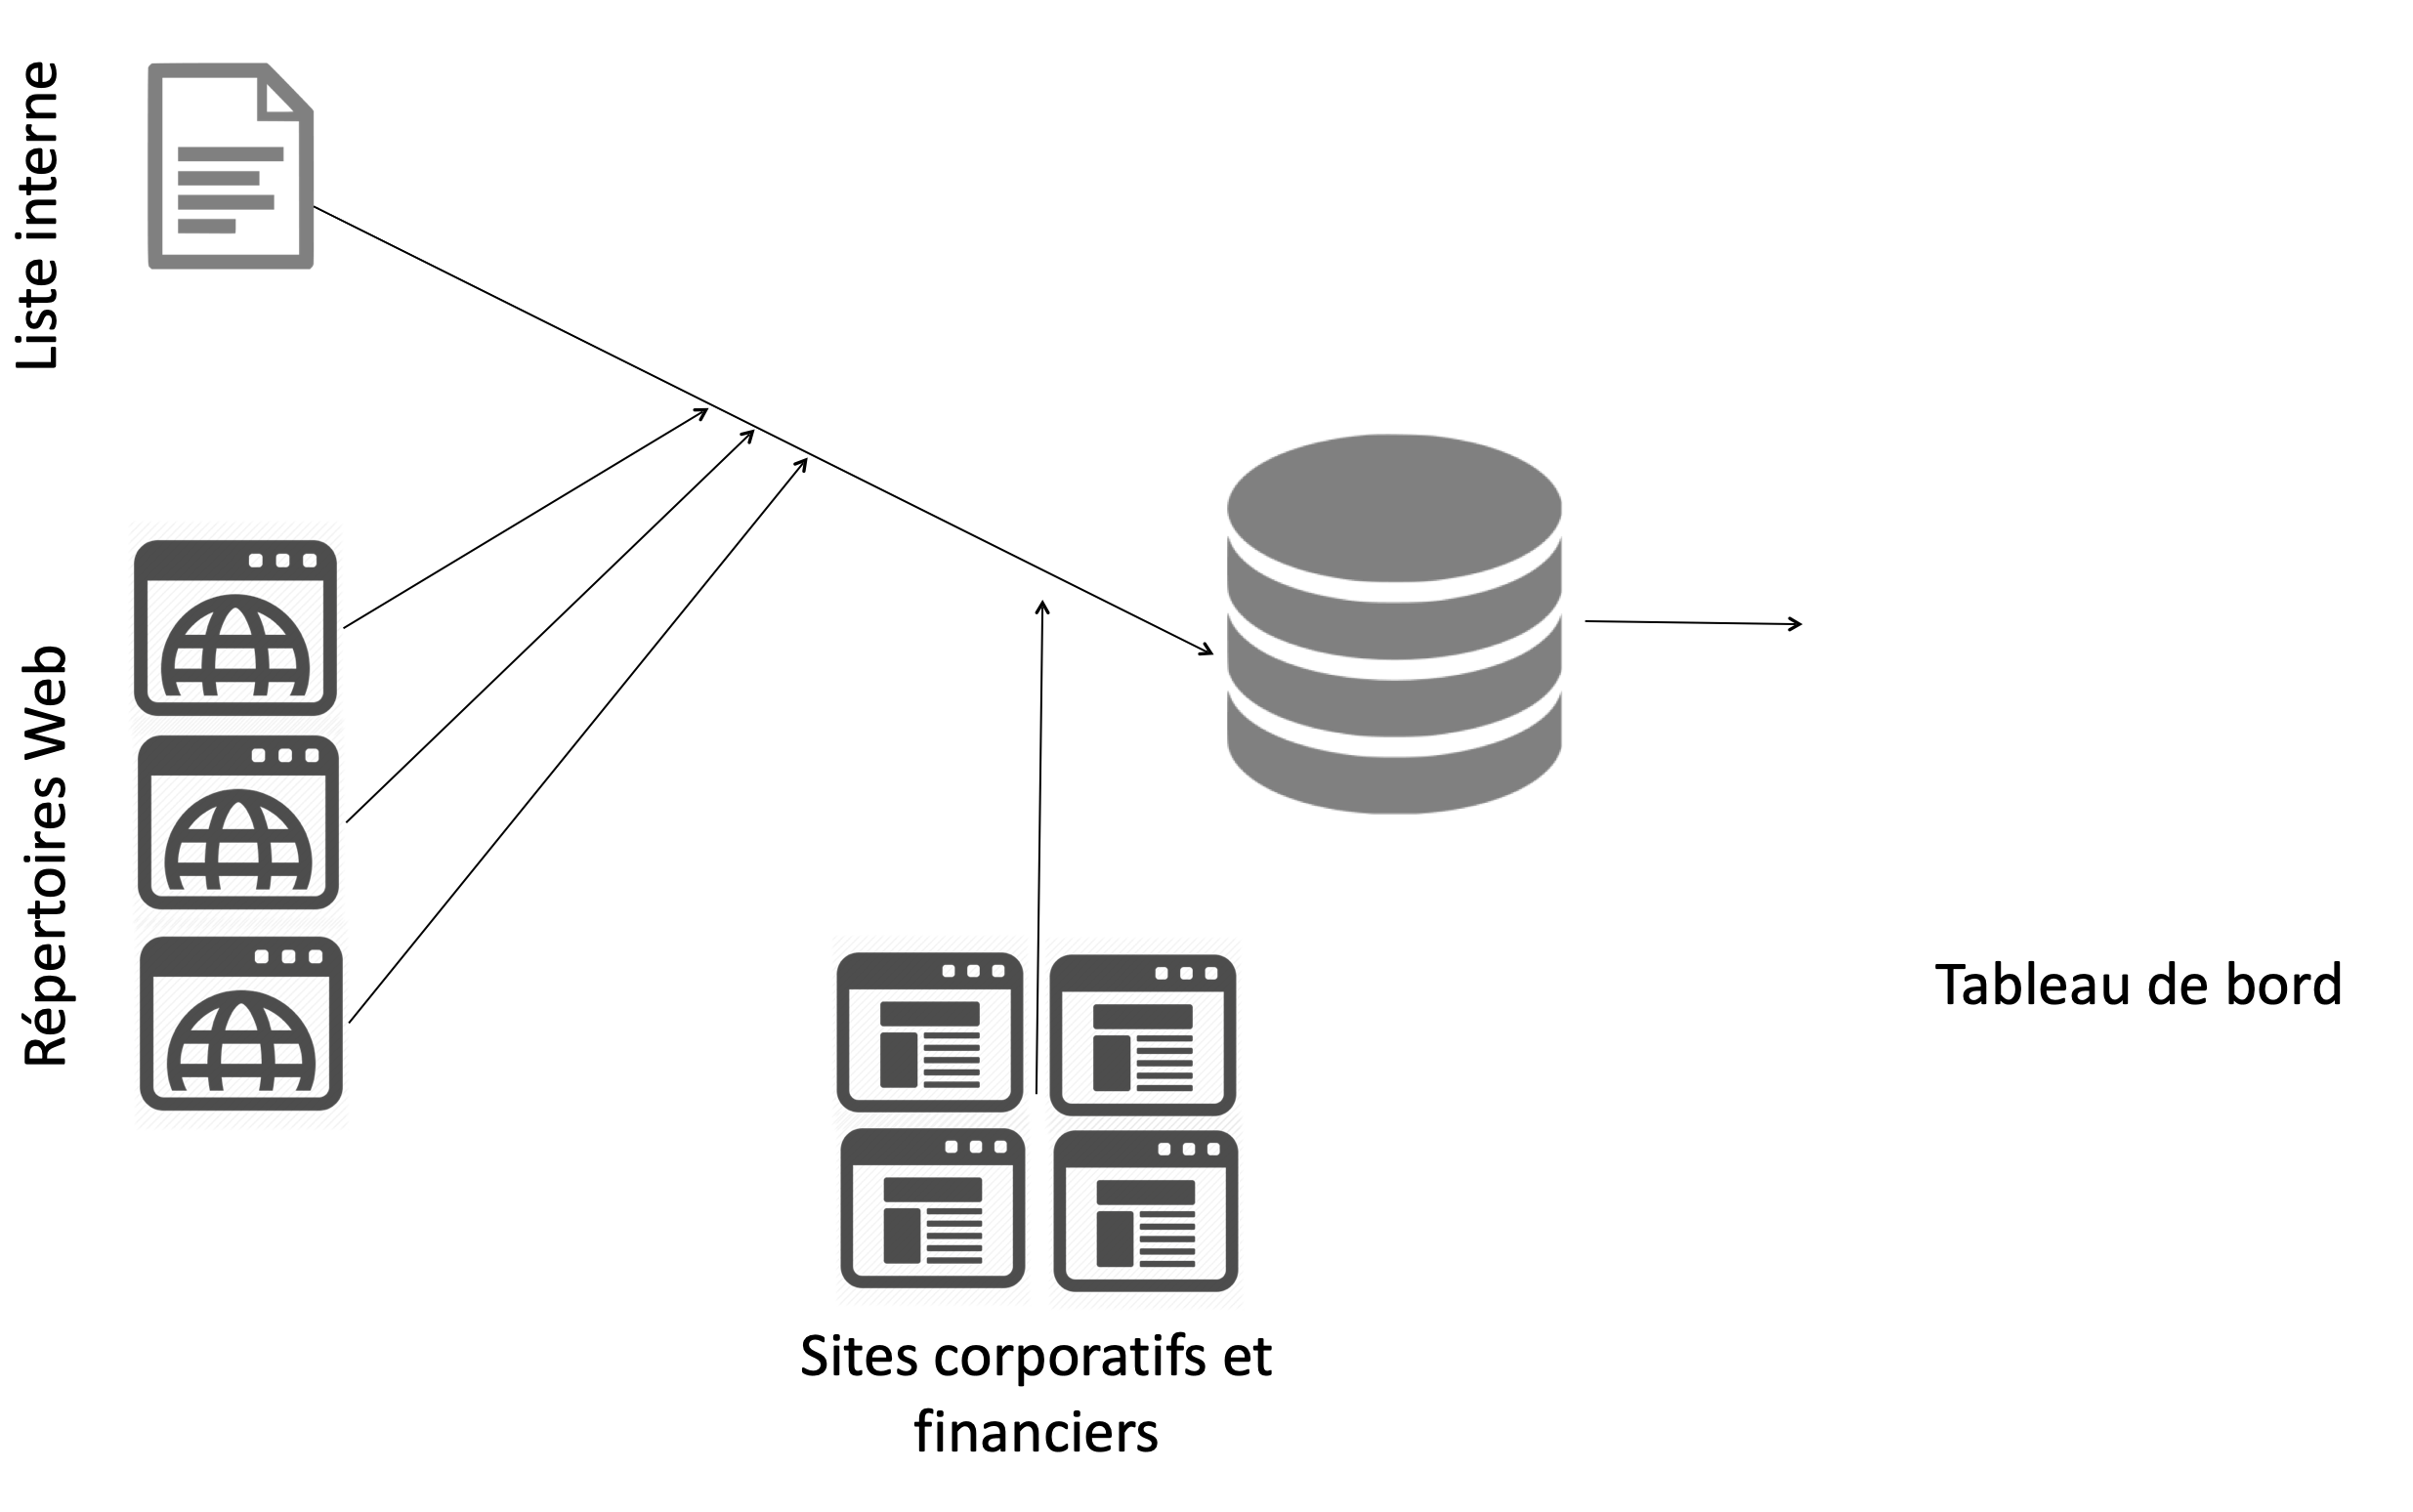 Liste interne
Répertoires Web
Tableau de bord
Sites corporatifs et
financiers